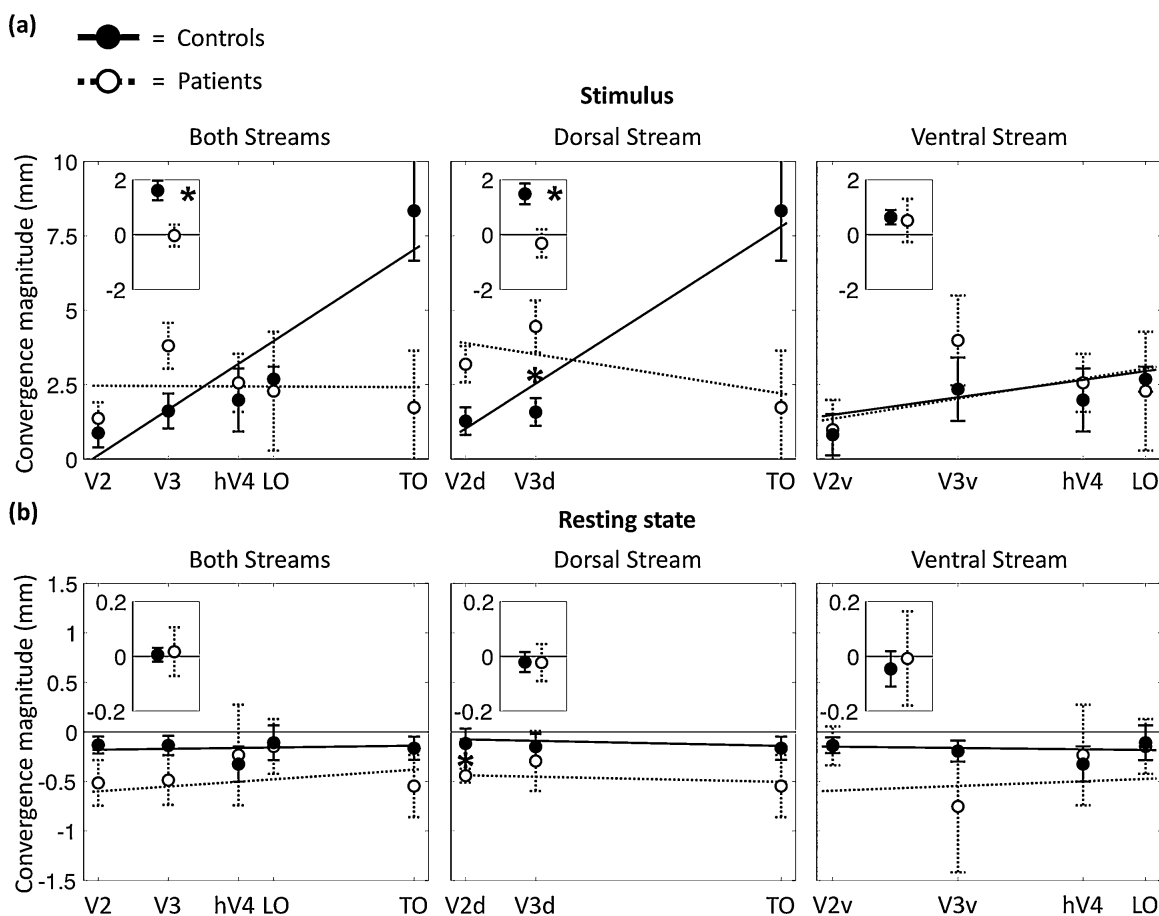 (a)
= Controls
= Patients
Stimulus
Both Streams Dorsal Stream Ventral Stream
Convergence magnitude (mm)
10
7.5
5
2.5
0
2
0
-2
*
2
0
-2
*
*
2
0
-2
V2 V3 hV4 LO TO
V2d V3d TO
V2v V3v hV4 LO
(b)
Resting state
Both Streams Dorsal Stream Ventral Stream
Convergence magnitude (mm)
1.5
1
0.5
0
-0.5
-1
-1.5
0.2
0
-0.2
0.2
0
-0.2
*
0.2
0
-0.2
V2 V3 hV4 LO TO
V2d V3d TO
V2v V3v hV4 LO